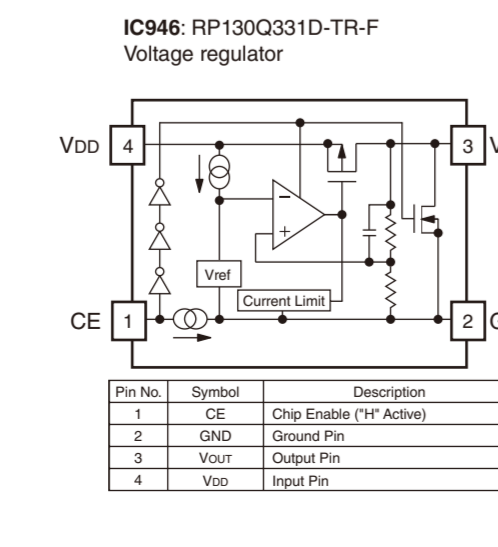 IC946: RP130Q331D-TR-F
Voltage regulator
VDD 4 3 V
Vref
Current Limit
CE 1 2 G
Pin No. Symbol Description
1 CE Chip Enable ("H" Active)
2 GND Ground Pin
3 VOUT Output Pin
4 VDD Input Pin